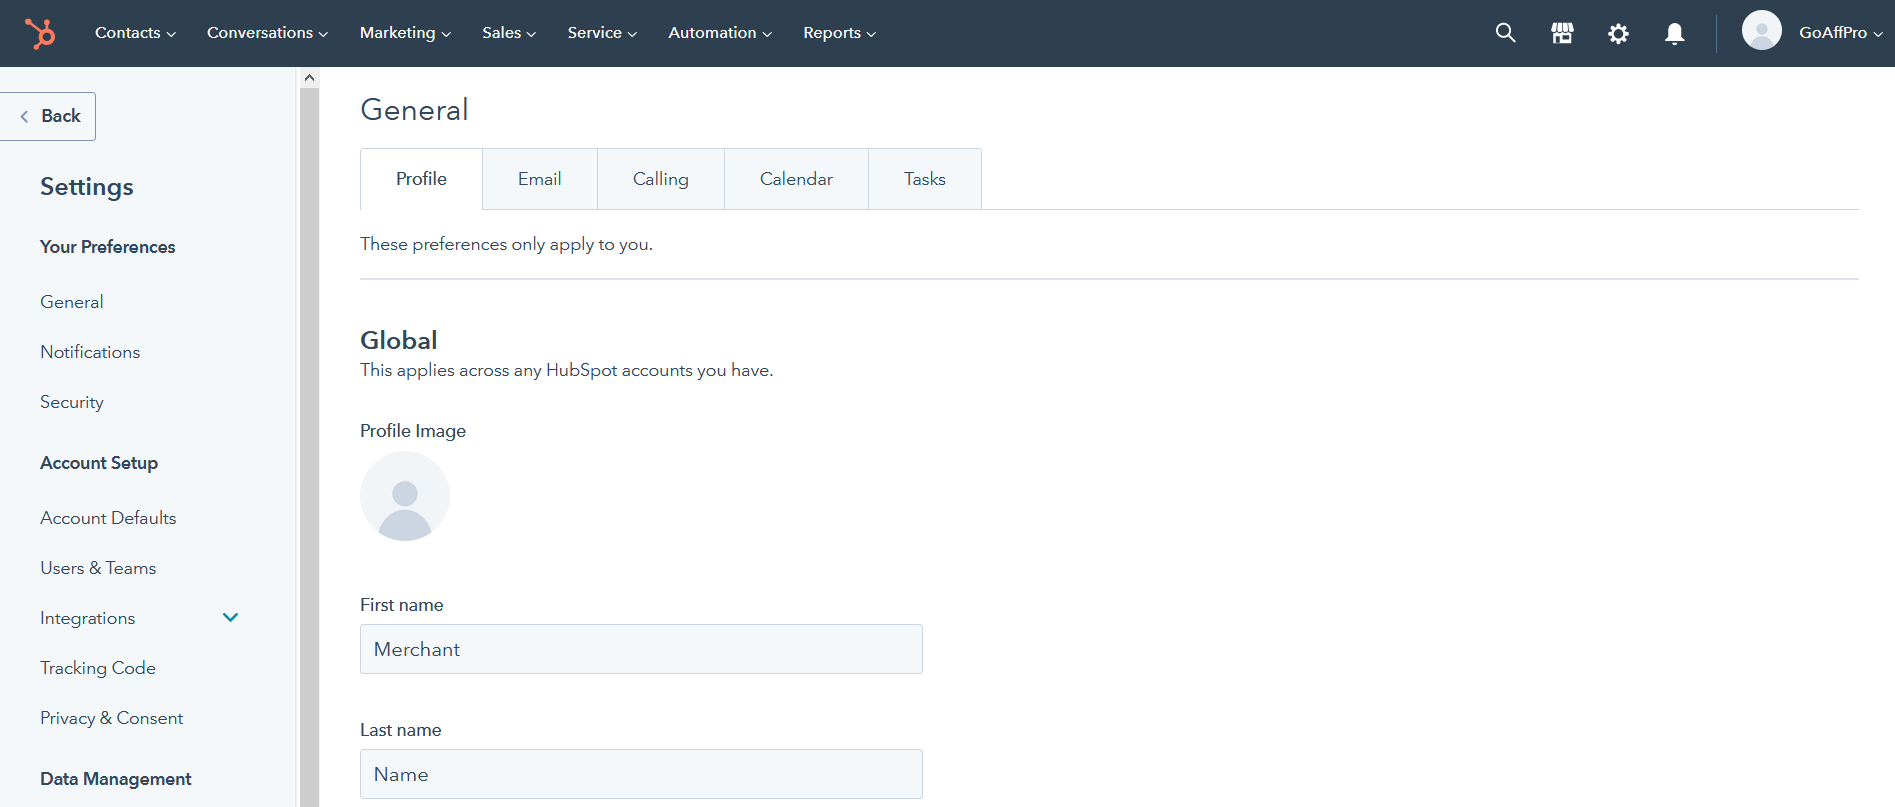 Contacts Conversations Marketing Sales Service Automation Reports GoAffPro
Back
Settings
Your Preferences
General
Notifications
Security
Account Setup
Account Defaults
Users & Teams
Integrations
Tracking Code
Privacy & Consent
Data Management
General
Profile Email Calling Calendar Tasks
These preferences only apply to you.
Global
This applies across any HubSpot accounts you have.
Profile Image
First name
Merchant
Last name
Name